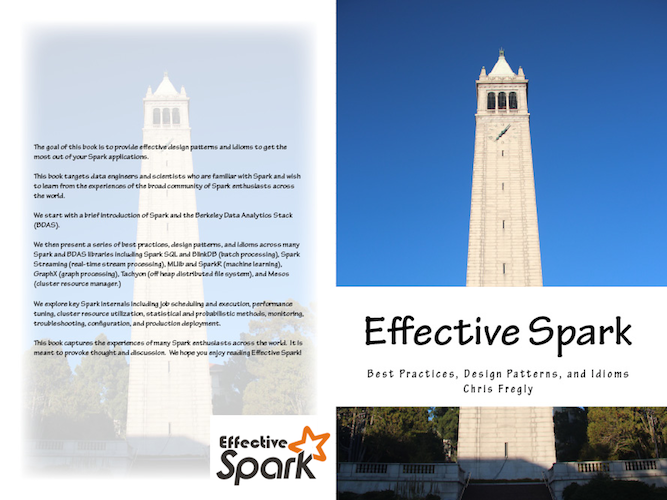 The goal of this book is to provide effective design patterns and idioms to get the
most out of your Spark applications.
This book targets data engineers and scientists who are familiar with Spark and wish
to learn from the experiences of the broad community of Spark enthusiasts across
the world.
We start with a brief introduction of Spark and the Berkeley Data Analytics Stack
(BDAS).
We then present a series of best practices, design patterns, and idioms across many
Spark and BDAS libraries including Spark SQL and BlinkDB (batch processing), Spark
Streaming (real-time stream processing), MLlib and SparkR (machine learning),
GraphX (graph processing), Tachyon (off heap distributed file system), and Mesos
(cluster resource manager.)
We explore key Spark internals including job scheduling and execution, performance
tuning, cluster resource utilization, statistical and probabilistic methods, monitoring,
troubleshooting, configuration, and production deployment.
This book captures the experiences of many Spark enthusiasts across the world. It is
meant to provoke thought and discussion. We hope you enjoy reading Effective Spark!
Effective
Spark
Effective Spark
Best Practices, Design Patterns, and Idioms
Chris Fregly